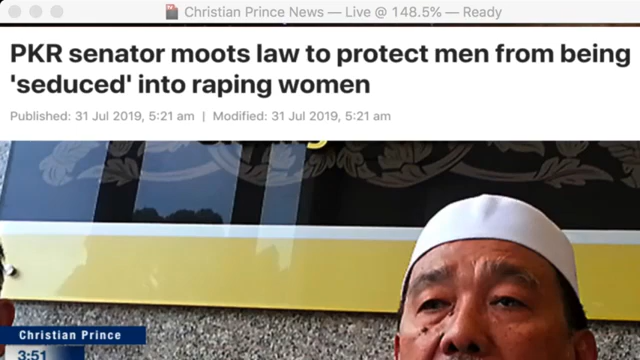 Christian Prince News — Live @ 148.5% — Ready
PKR senator moots law to protect men from being
'seduced' into raping women
Published: 31 Jul 2019, 5:21 am | Modified: 31 Jul 2019, 5:21 am
Christian Prince
3:51